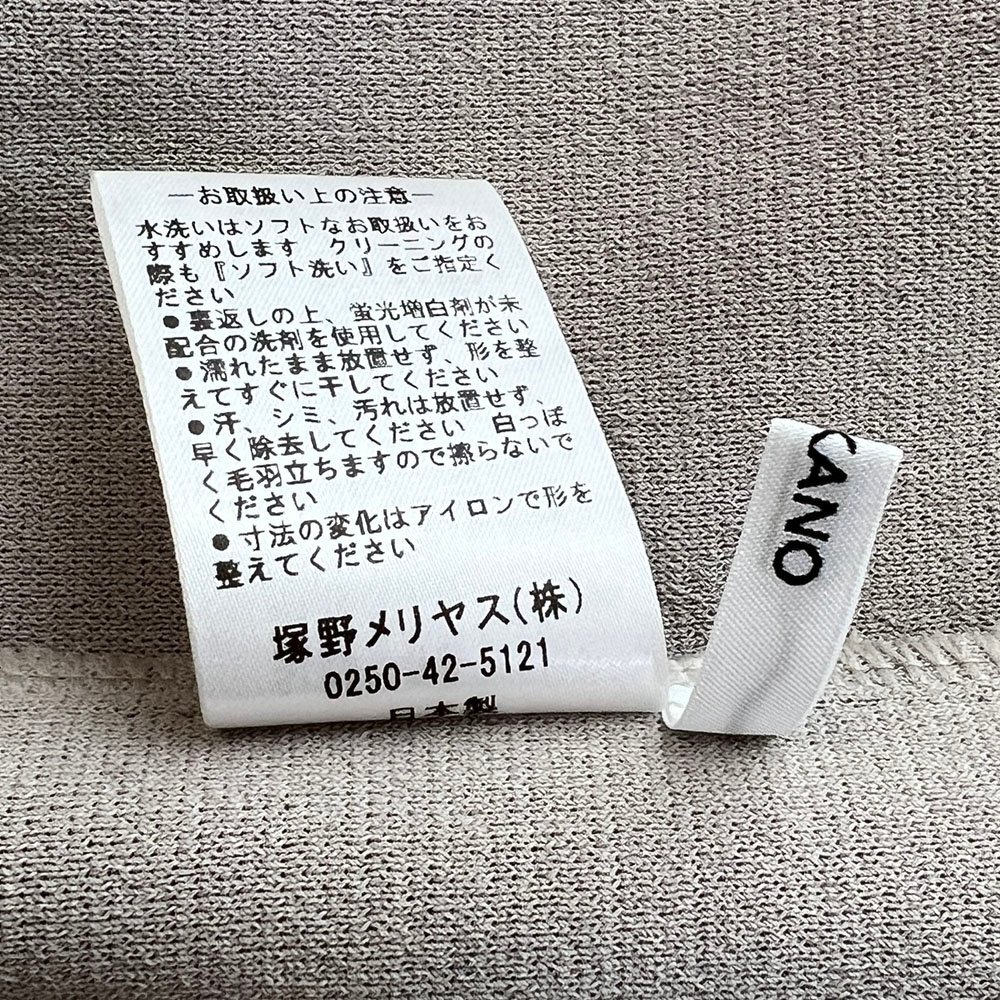 ーお取扱い上の注意ー
水洗いはソフトなお取扱いをお
すすめします　クリーニングの
際も『ソフト洗い』をご指定く
ださい
●裏返しの上、蛍光増白剤が未
配合の洗剤を使用してください
●濡れたまま放置せず、形を整
えてすぐに干してください
●汗、シミ、汚れは放置せず、
早く除去してください　白っぽ
く毛羽立ちますので擦らないで
ください
●寸法の変化はアイロンで形を
整えてください
塚野メリヤス(株)
0250-42-5121
日本製
CANO